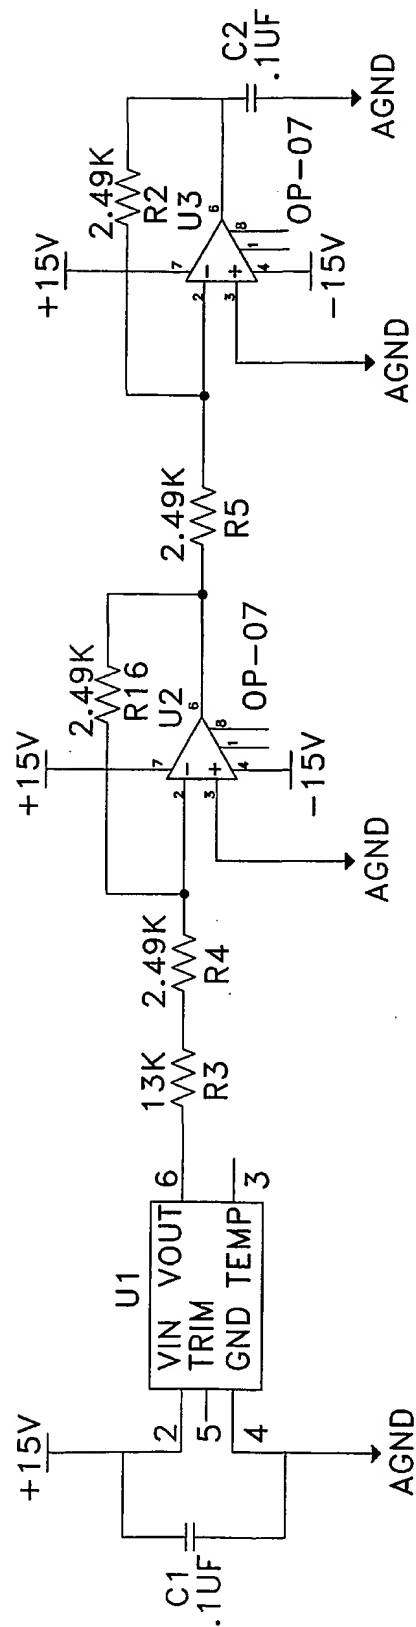 +15V
C1
.1UF
2
5
4
AGND
U1
VIN VOUT
TRIM
GND TEMP
6
3
13K
R3
2.49K
R4
+15V
2.49K
R16
U2
7
2
3
-
+
6
8
1
4
OP-07
-15V
AGND
2.49K
R5
+15V
2.49K
R2
U3
7
2
3
-
+
6
8
1
4
OP-07
-15V
AGND
C2
.1UF
AGND